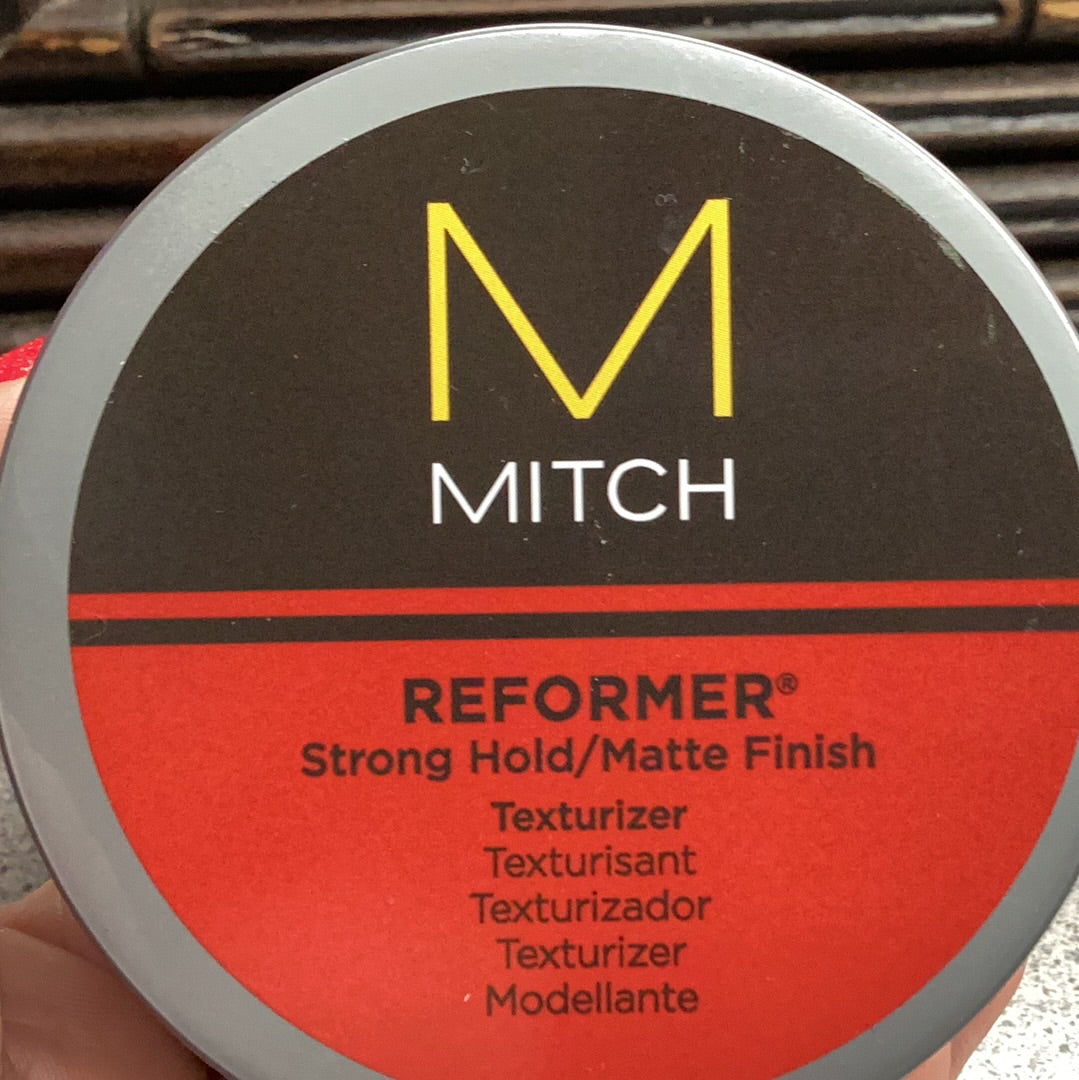 M
MITCH
REFORMER®
Strong Hold/Matte Finish
Texturizer
Texturisant
Texturizador
Texturizer
Modellante